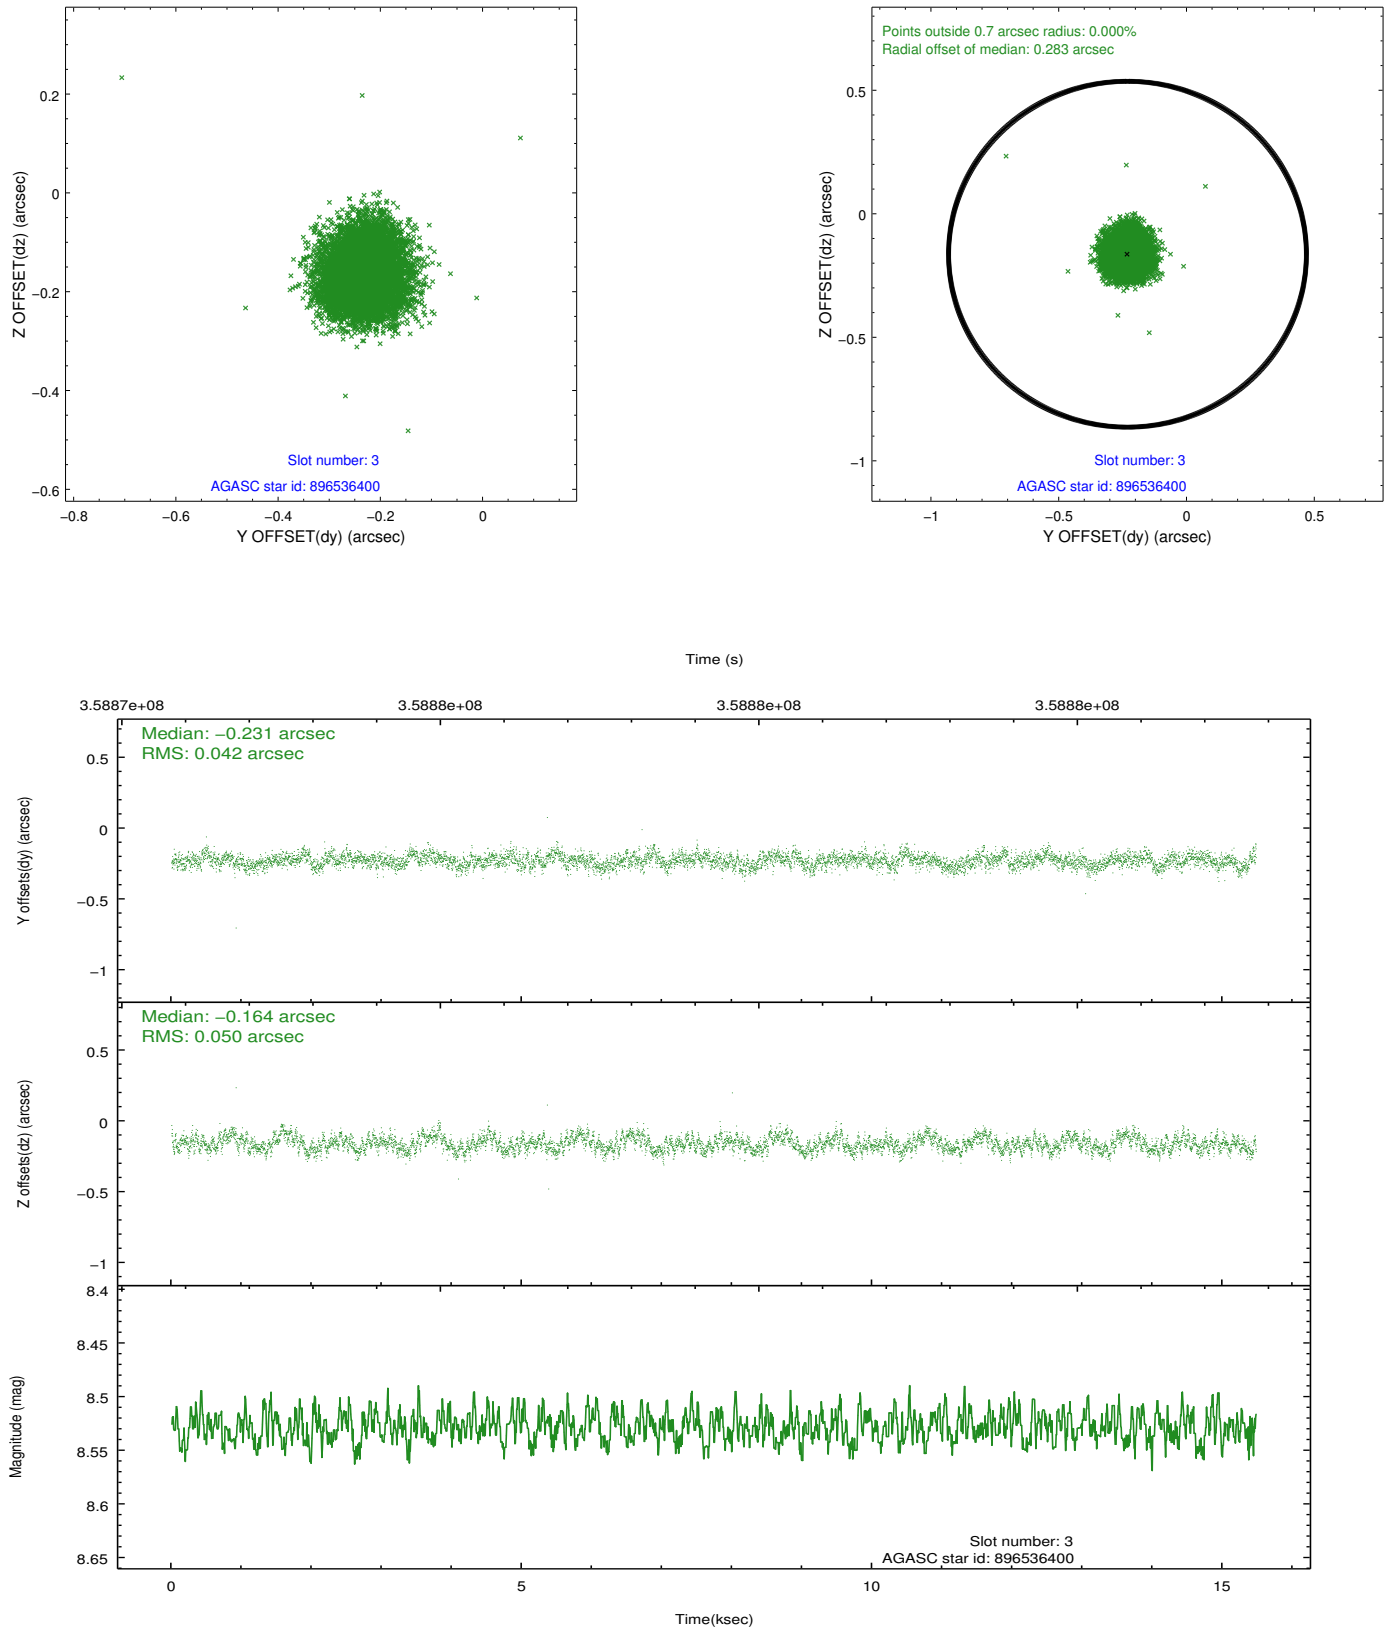 0.2
0
−0.2
−0.4
−0.6
Z OFFSET(dz) (arcsec)
Slot number: 3
AGASC star id: 896536400
−0.8
−0.6
−0.4
−0.2
0
Y OFFSET(dy) (arcsec)
Points outside 0.7 arcsec radius: 0.000%
Radial offset of median: 0.283 arcsec
0.5
0
−0.5
−1
Z OFFSET(dz) (arcsec)
Slot number: 3
AGASC star id: 896536400
−1
−0.5
0
0.5
Y OFFSET(dy) (arcsec)
Time (s)
3.5887e+08
3.5888e+08
3.5888e+08
3.5888e+08
Median: −0.231 arcsec
RMS: 0.042 arcsec
0.5
0
−0.5
−1
Y offsets(dy) (arcsec)
Median: −0.164 arcsec
RMS: 0.050 arcsec
0.5
0
−0.5
−1
Z offsets(dz) (arcsec)
8.4
8.45
8.5
8.55
8.6
8.65
Magnitude (mag)
Slot number: 3
AGASC star id: 896536400
0
5
10
15
Time(ksec)